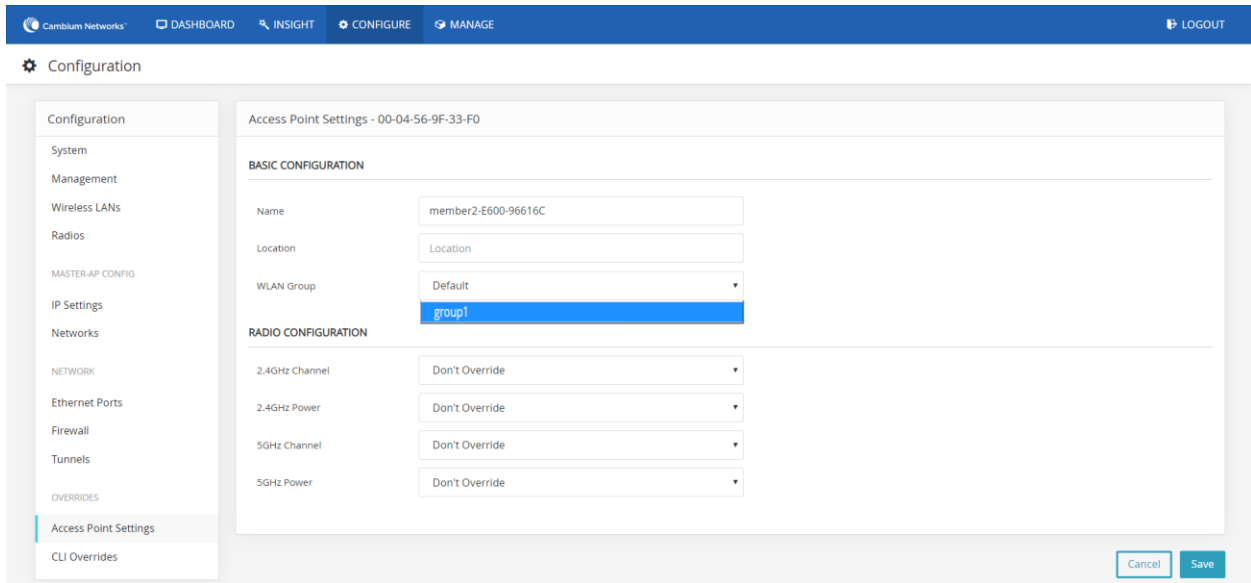 Cambium Networks™ DASHBOARD INSIGHT CONFIGURE MANAGE LOGOUT
Configuration
Configuration
System
Management
Wireless LANs
Radios
MASTER-AP CONFIG
IP Settings
Networks
NETWORK
Ethernet Ports
Firewall
Tunnels
OVERRIDES
Access Point Settings
CLI Overrides
Access Point Settings - 00-04-56-9F-33-F0
BASIC CONFIGURATION
Name member2-E600-96616C
Location Location
WLAN Group Default
group1
RADIO CONFIGURATION
2.4GHz Channel Don't Override
2.4GHz Power Don't Override
5GHz Channel Don't Override
5GHz Power Don't Override
Cancel Save